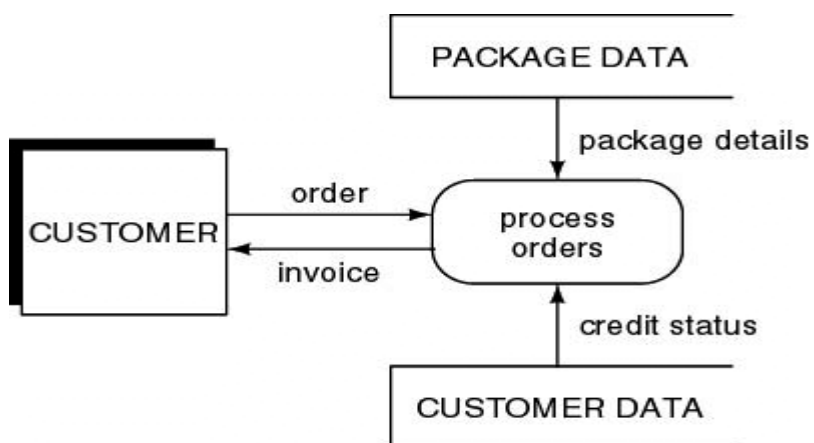 PACKAGE DATA
package details
order
CUSTOMER
process
orders
invoice
credit status
CUSTOMER DATA